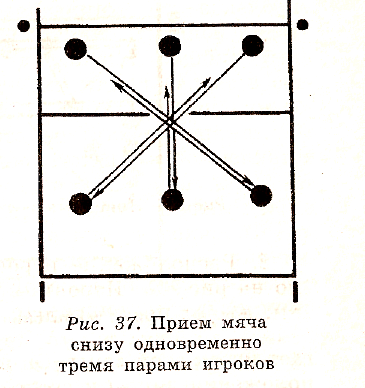 Рис. 37. Прием мяча
снизу одновременно
тремя парами игроков